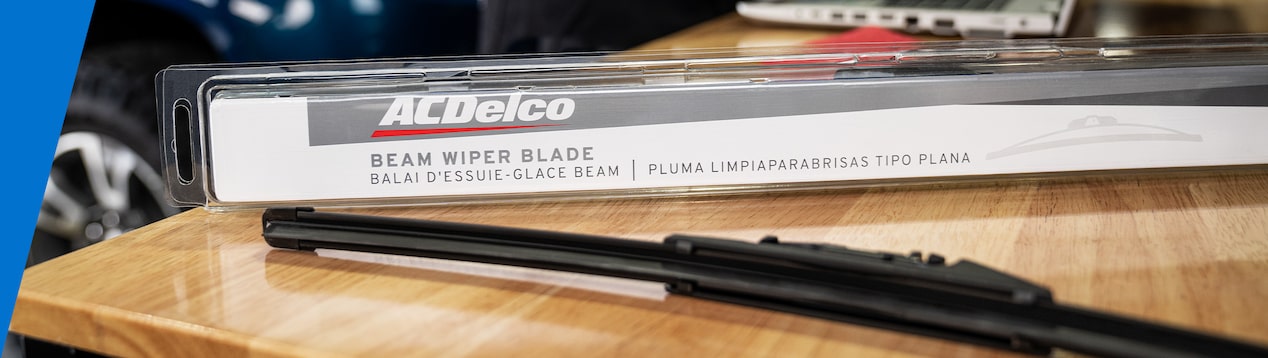 ACDelco
BEAM WIPER BLADE
BALAI D'ESSUIE-GLACE BEAM | PLUMA LIMPIAPARABRISAS TIPO PLANA